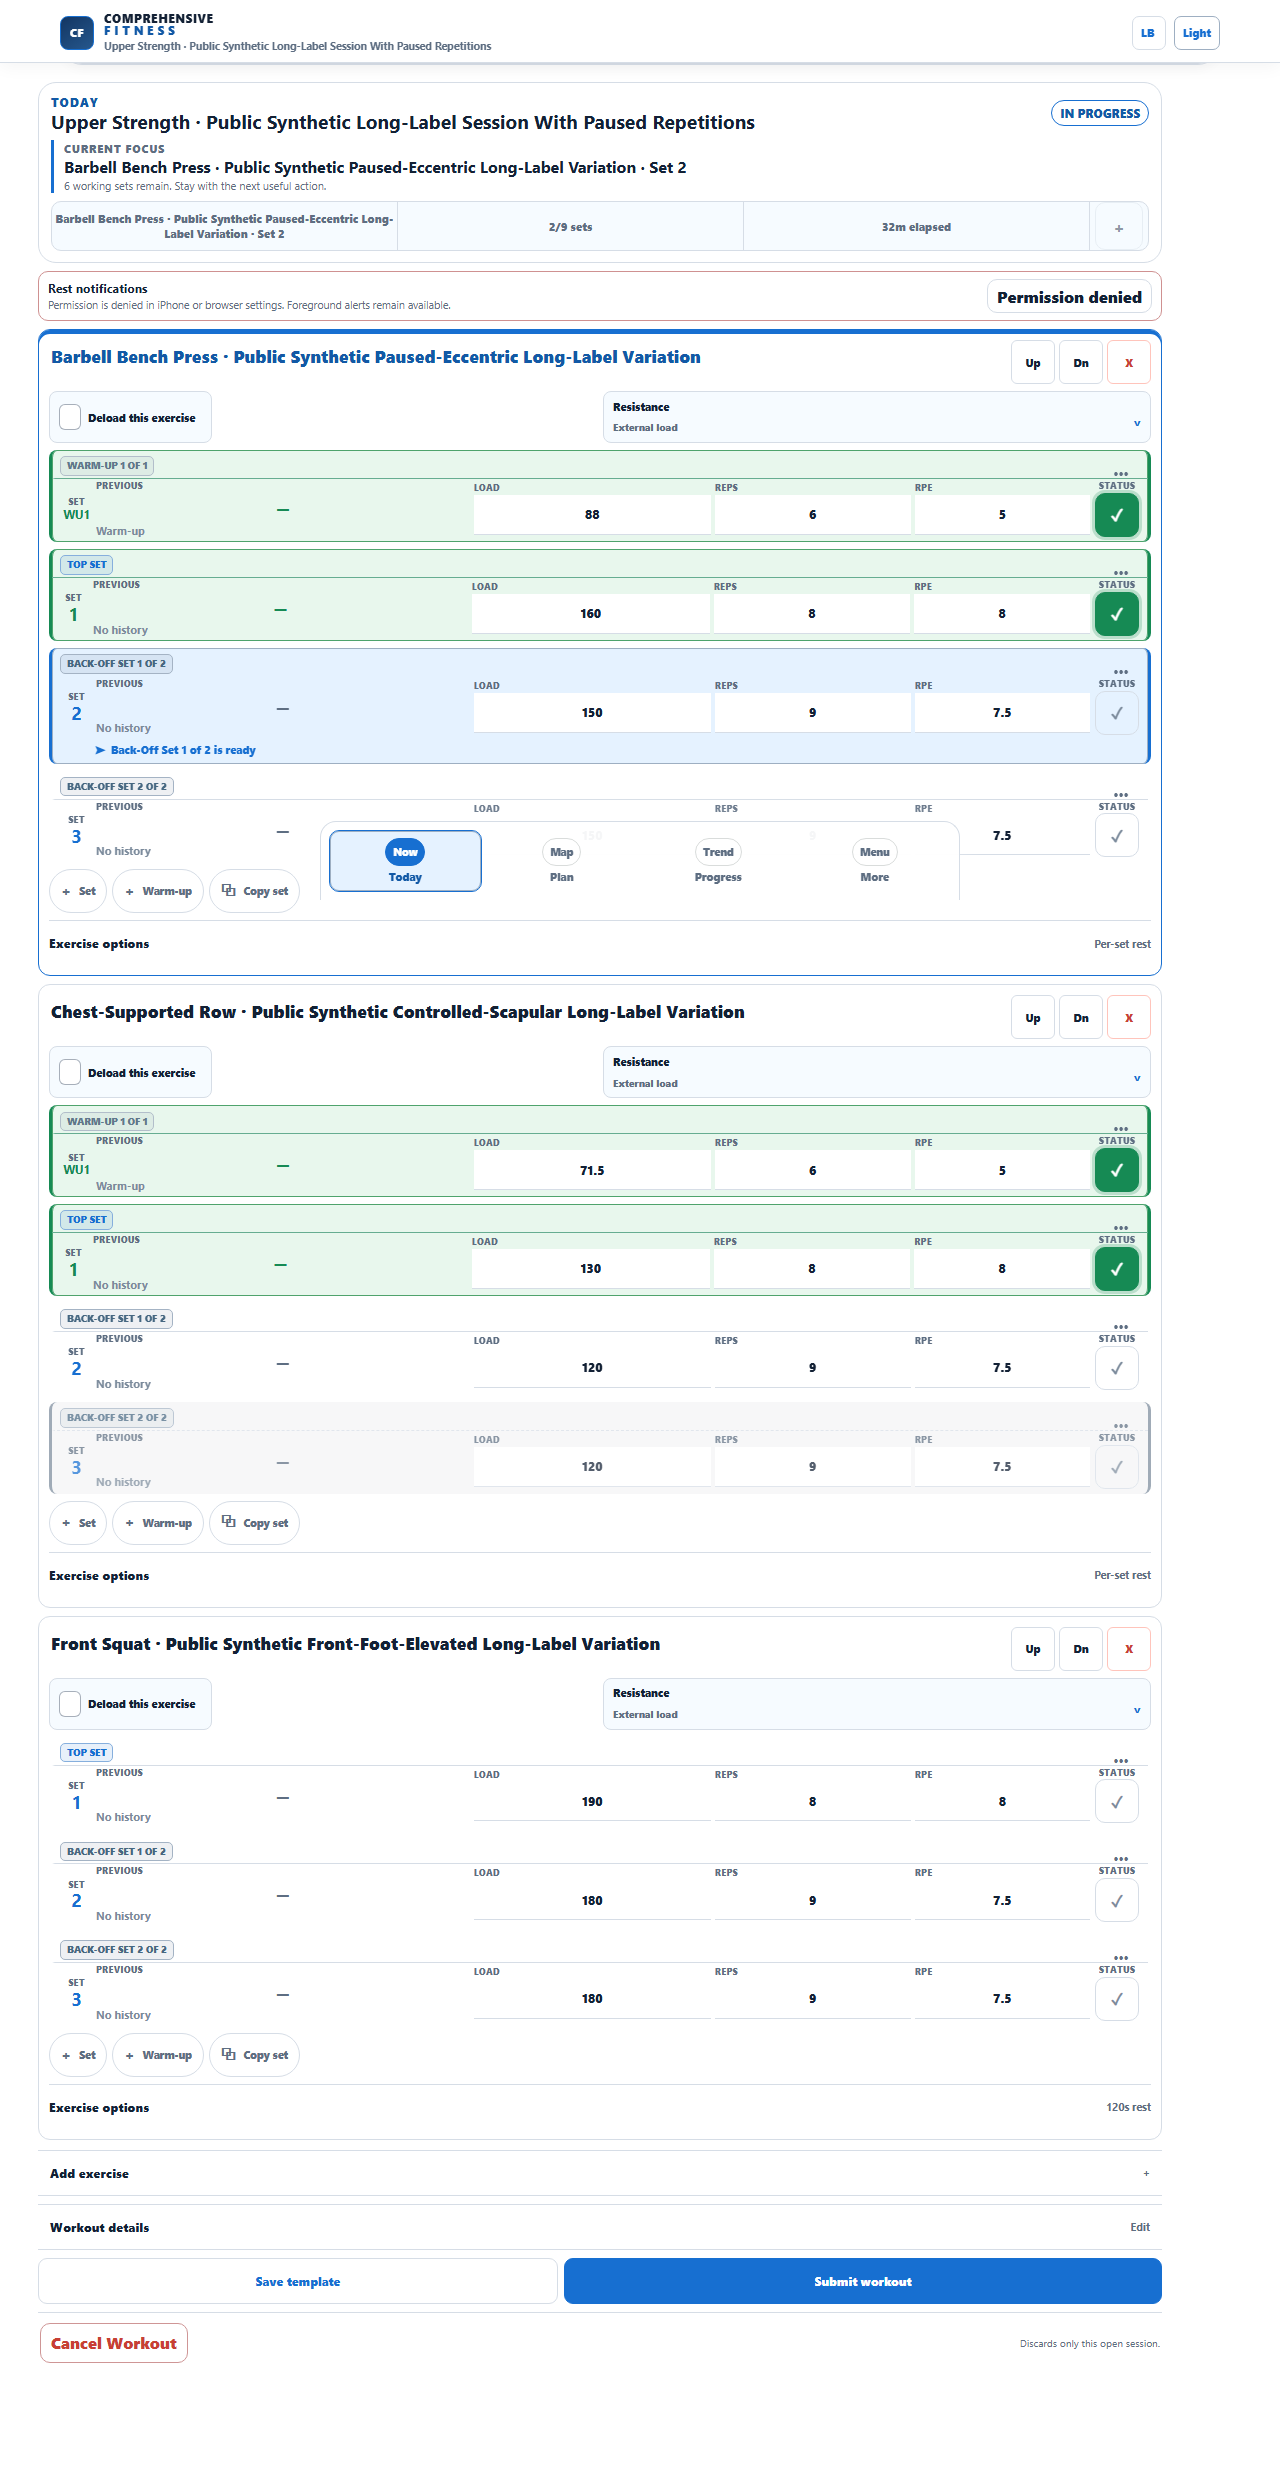 CF
COMPREHENSIVE
FITNESS
Upper Strength · Public Synthetic Long-Label Session With Paused Repetitions
LB
Light
TODAY
Upper Strength · Public Synthetic Long-Label Session With Paused Repetitions
IN PROGRESS
CURRENT FOCUS
Barbell Bench Press · Public Synthetic Paused-Eccentric Long-Label Variation · Set 2
6 working sets remain. Stay with the next useful action.
Barbell Bench Press · Public Synthetic Paused-Eccentric Long-
Label Variation · Set 2
2/9 sets
32m elapsed
+
Rest notifications
Permission is denied in iPhone or browser settings. Foreground alerts remain available.
Permission denied
Barbell Bench Press · Public Synthetic Paused-Eccentric Long-Label Variation
Up
Dn
X
Deload this exercise
Resistance
External load
v
WARM-UP 1 OF 1
•••
PREVIOUS
LOAD
REPS
RPE
STATUS
SET
WU1
—
88
6
5
✓
Warm-up
TOP SET
•••
PREVIOUS
LOAD
REPS
RPE
STATUS
SET
1
—
160
8
8
✓
No history
BACK-OFF SET 1 OF 2
•••
PREVIOUS
LOAD
REPS
RPE
STATUS
SET
2
—
150
9
7.5
✓
No history
➤ Back-Off Set 1 of 2 is ready
BACK-OFF SET 2 OF 2
•••
PREVIOUS
LOAD
REPS
RPE
STATUS
SET
3
—
150
9
7.5
✓
No history
Now
Today
Map
Plan
Trend
Progress
Menu
More
+ Set
+ Warm-up
Copy set
Exercise options
Per-set rest
Chest-Supported Row · Public Synthetic Controlled-Scapular Long-Label Variation
Up
Dn
X
Deload this exercise
Resistance
External load
v
WARM-UP 1 OF 1
•••
PREVIOUS
LOAD
REPS
RPE
STATUS
SET
WU1
—
71.5
6
5
✓
Warm-up
TOP SET
•••
PREVIOUS
LOAD
REPS
RPE
STATUS
SET
1
—
130
8
8
✓
No history
BACK-OFF SET 1 OF 2
•••
PREVIOUS
LOAD
REPS
RPE
STATUS
SET
2
—
120
9
7.5
✓
No history
BACK-OFF SET 2 OF 2
•••
PREVIOUS
LOAD
REPS
RPE
STATUS
SET
3
—
120
9
7.5
✓
No history
+ Set
+ Warm-up
Copy set
Exercise options
Per-set rest
Front Squat · Public Synthetic Front-Foot-Elevated Long-Label Variation
Up
Dn
X
Deload this exercise
Resistance
External load
v
TOP SET
•••
PREVIOUS
LOAD
REPS
RPE
STATUS
SET
1
—
190
8
8
✓
No history
BACK-OFF SET 1 OF 2
•••
PREVIOUS
LOAD
REPS
RPE
STATUS
SET
2
—
180
9
7.5
✓
No history
BACK-OFF SET 2 OF 2
•••
PREVIOUS
LOAD
REPS
RPE
STATUS
SET
3
—
180
9
7.5
✓
No history
+ Set
+ Warm-up
Copy set
Exercise options
120s rest
Add exercise
+
Workout details
Edit
Save template
Submit workout
Cancel Workout
Discards only this open session.